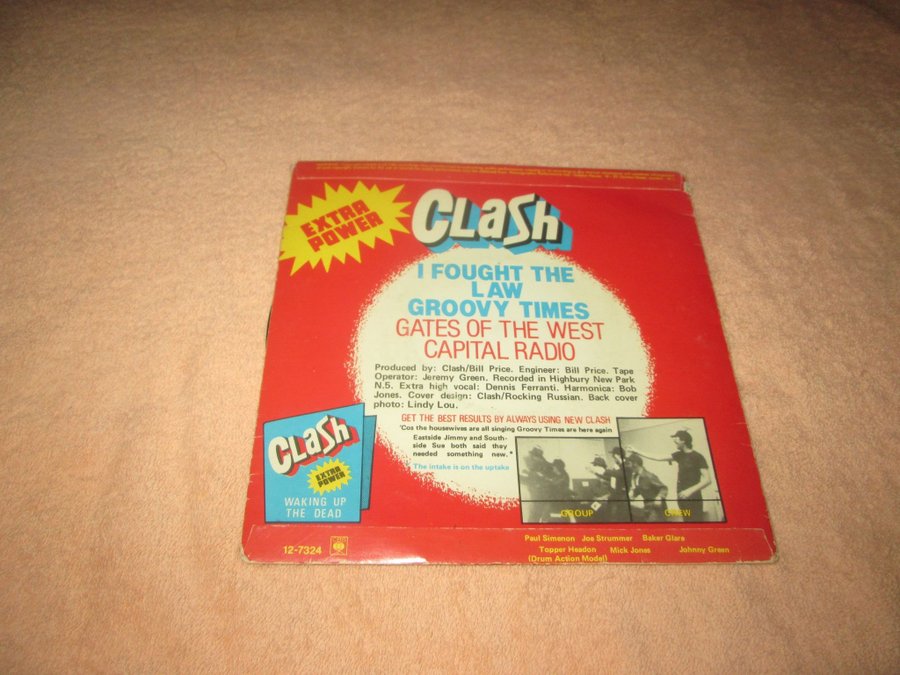 EXTRA
POWER
CLaSh
I FOUGHT THE
LAW
GROOVY TIMES
GATES OF THE WEST
CAPITAL RADIO
Produced by: Clash/Bill Price. Engineer: Bill Price. Tape
Operator: Jeremy Green. Recorded in Highbury New Park
N.5. Extra high vocal: Dennis Ferranti. Harmonica: Bob
Jones. Cover design: Clash/Rocking Russian. Back cover
photo: Lindy Lou.
GET THE BEST RESULTS BY ALWAYS USING NEW CLASH
'Cos the housewives are all singing Groovy Times are here again
Eastside Jimmy and South-
side Sue both said they
needed something new."
The intake is on the uptake
CLaSh
EXTRA
POWER
WAKING UP
THE DEAD
GROUP
CREW
Paul Simenon Joe Strummer Baker Glare
Topper Headon Mick Jones Johnny Green
(Drum Action Model)
12-7324 CBS